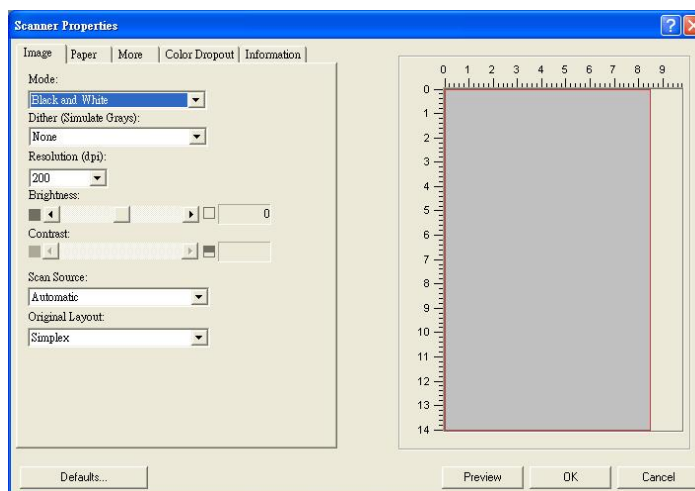 Scanner Properties
Image Paper More Color Dropout Information
Mode:
Black and White
Dither (Simulate Grays):
None
Resolution (dpi):
200
Brightness:
0
Contrast:
Scan Source:
Automatic
Original Layout:
Simplex
0 1 2 3 4 5 6 7 8 9
0
1
2
3
4
5
6
7
8
9
10
11
12
13
14
Defaults... Preview OK Cancel